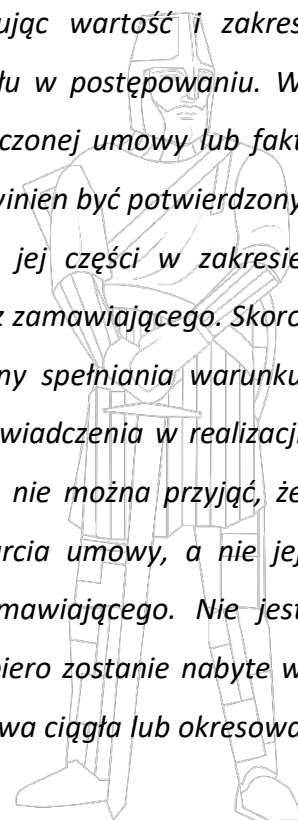 ując wartość i zakres
łu w postępowaniu. W
czonej umowy lub fakt
winien być potwierdzony
jej części w zakresie
z zamawiającego. Skoro
ny spełniania warunku
wiadczenia w realizacji
nie można przyjąć, że
arcia umowy, a nie jej
mawiającego. Nie jest
piero zostanie nabyte w
wa ciągła lub okresowa